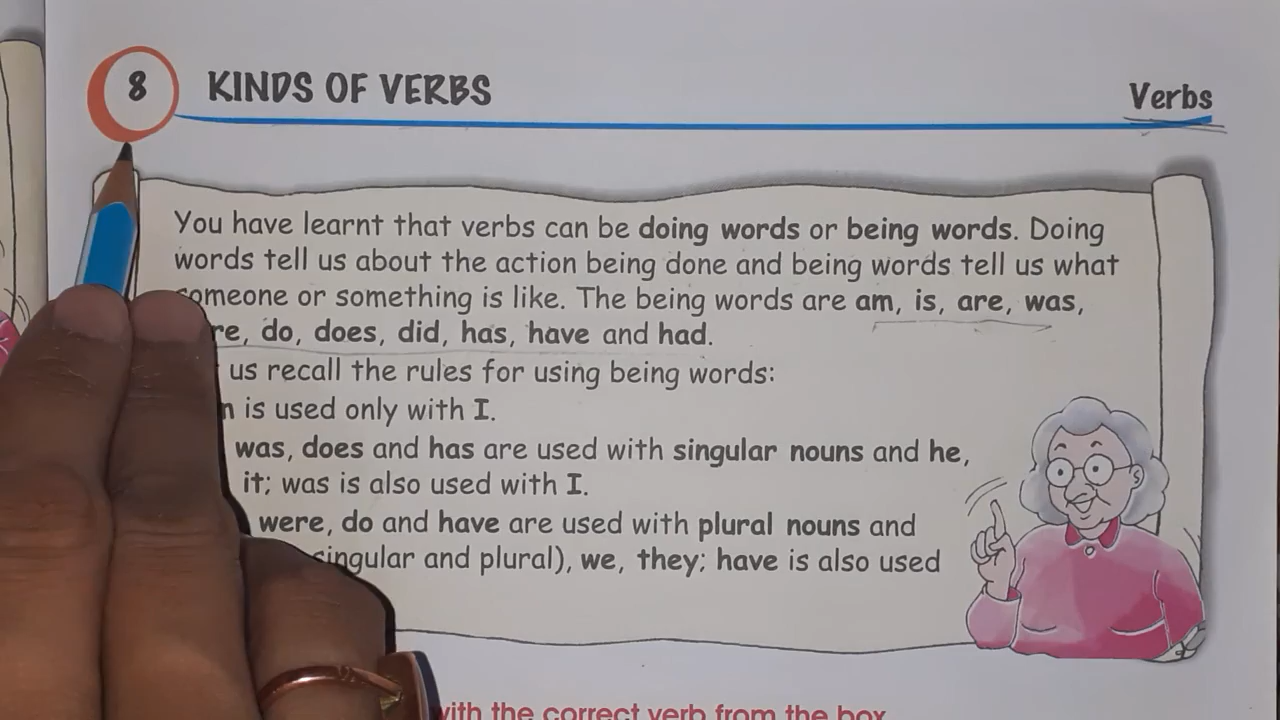 8 KINDS OF VERBS
Verbs
You have learnt that verbs can be doing words or being words. Doing
words tell us about the action being done and being words tell us what
someone or something is like. The being words are am, is, are, was,
do, does, did, has, have and had.
us recall the rules for using being words:
is used only with I.
was, does and has are used with singular nouns and he,
it; was is also used with I.
were, do and have are used with plural nouns and
singular and plural), we, they; have is also used
with the correct verb from the box